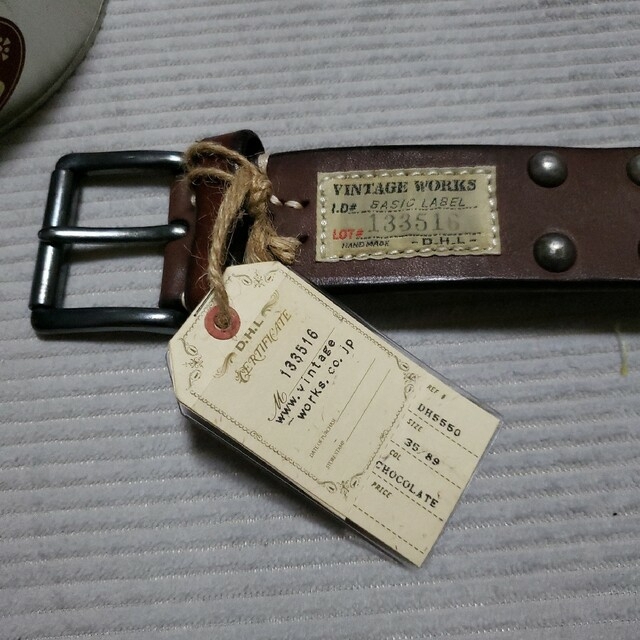 VINTAGE WORKS
I.D# BASIC LABEL
LOT# 133516
HAND MADE -D.H.L-
D.H.L
CERTIFICATE
No 133516
www.vintage
works.co.jp
REF #
DH5550
SIZE
35/89
COL
CHOCOLATE
PRICE